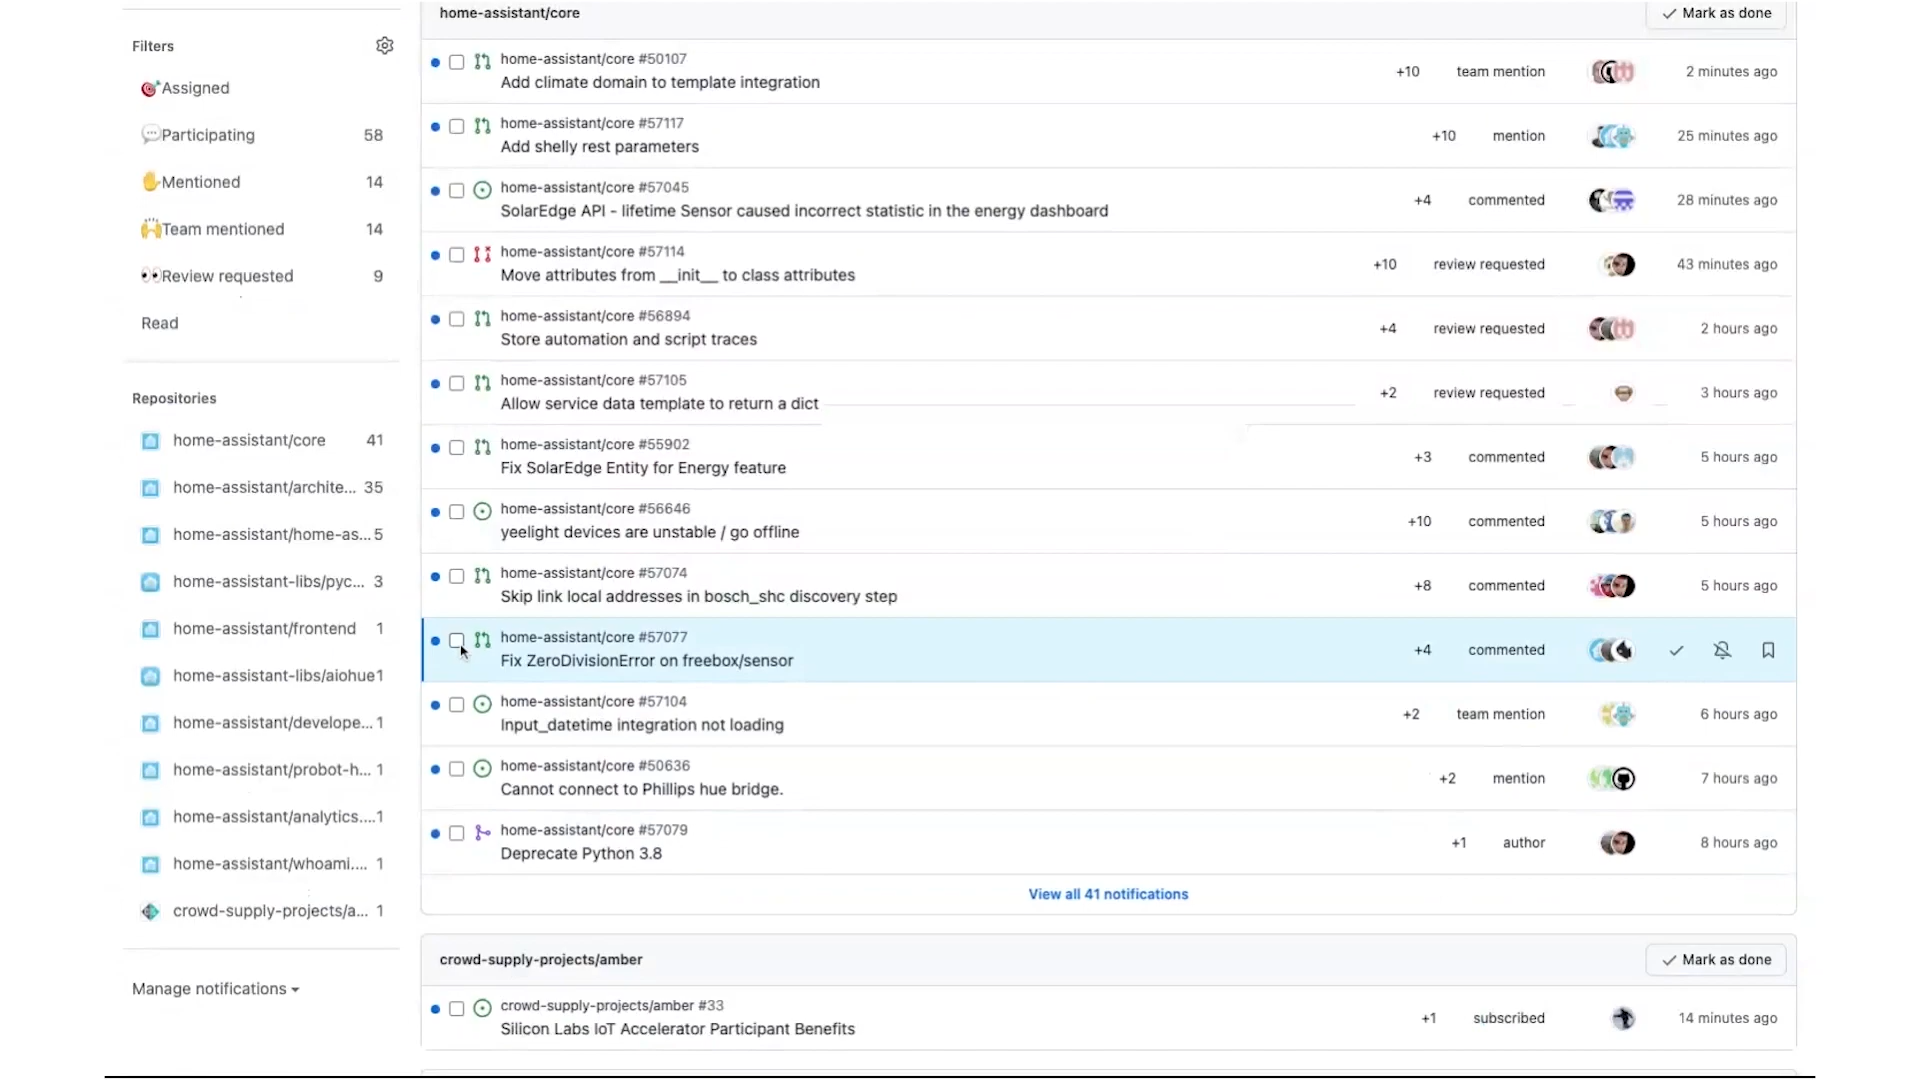 Filters
Assigned
Participating 58
Mentioned 14
Team mentioned 14
Review requested 9
Read
Repositories
home-assistant/core 41
home-assistant/archite... 35
home-assistant/home-as... 5
home-assistant-libs/pyc... 3
home-assistant/frontend 1
home-assistant-libs/aiohue 1
home-assistant/develope... 1
home-assistant/probot-h... 1
home-assistant/analytics.... 1
home-assistant/whoami.... 1
crowd-supply-projects/a... 1
Manage notifications
home-assistant/core Mark as done
home-assistant/core #50107
Add climate domain to template integration +10 team mention 2 minutes ago
home-assistant/core #57117
Add shelly rest parameters +10 mention 25 minutes ago
home-assistant/core #57045
SolarEdge API - lifetime Sensor caused incorrect statistic in the energy dashboard +4 commented 28 minutes ago
home-assistant/core #57114
Move attributes from __init__ to class attributes +10 review requested 43 minutes ago
home-assistant/core #56894
Store automation and script traces +4 review requested 2 hours ago
home-assistant/core #57105
Allow service data template to return a dict +2 review requested 3 hours ago
home-assistant/core #55902
Fix SolarEdge Entity for Energy feature +3 commented 5 hours ago
home-assistant/core #56646
yeelight devices are unstable / go offline +10 commented 5 hours ago
home-assistant/core #57074
Skip link local addresses in bosch_shc discovery step +8 commented 5 hours ago
home-assistant/core #57077
Fix ZeroDivisionError on freebox/sensor +4 commented
home-assistant/core #57104
Input_datetime integration not loading +2 team mention 6 hours ago
home-assistant/core #50636
Cannot connect to Phillips hue bridge. +2 mention 7 hours ago
home-assistant/core #57079
Deprecate Python 3.8 +1 author 8 hours ago
View all 41 notifications
crowd-supply-projects/amber Mark as done
crowd-supply-projects/amber #33
Silicon Labs IoT Accelerator Participant Benefits +1 subscribed 14 minutes ago